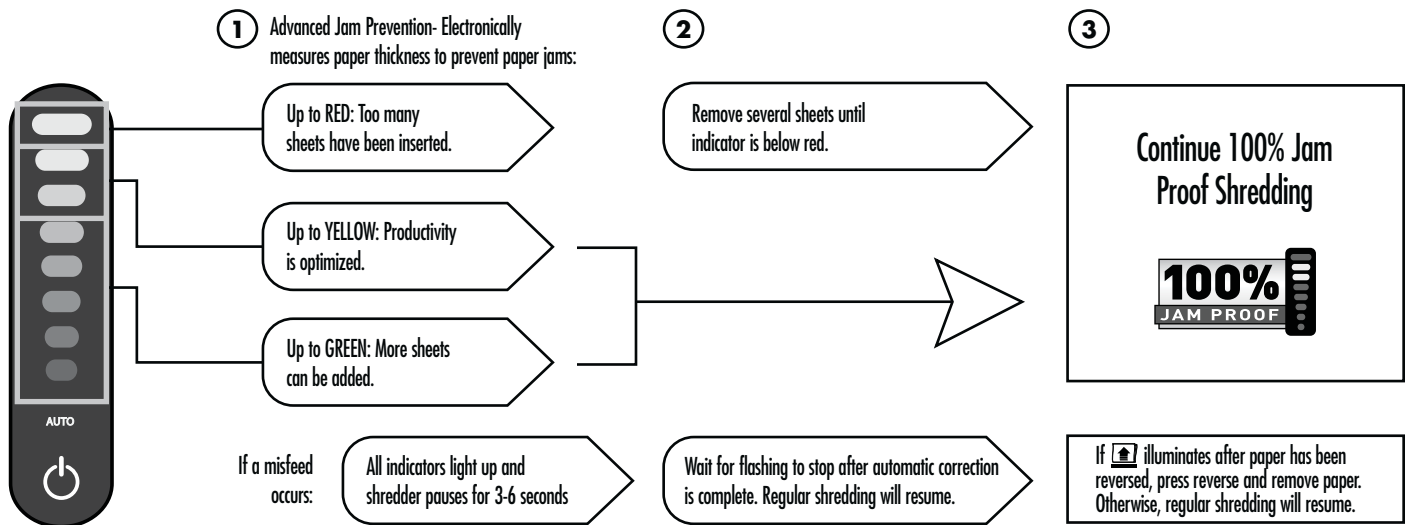 1
Advanced Jam Prevention- Electronically
measures paper thickness to prevent paper jams:
Up to RED: Too many
sheets have been inserted.
Up to YELLOW: Productivity
is optimized.
Up to GREEN: More sheets
can be added.
2
Remove several sheets until
indicator is below red.
3
Continue 100% Jam
Proof Shredding
100%
JAM PROOF
AUTO
If a misfeed
occurs:
All indicators light up and
shredder pauses for 3-6 seconds
Wait for flashing to stop after automatic correction
is complete. Regular shredding will resume.
If illuminates after paper has been
reversed, press reverse and remove paper.
Otherwise, regular shredding will resume.